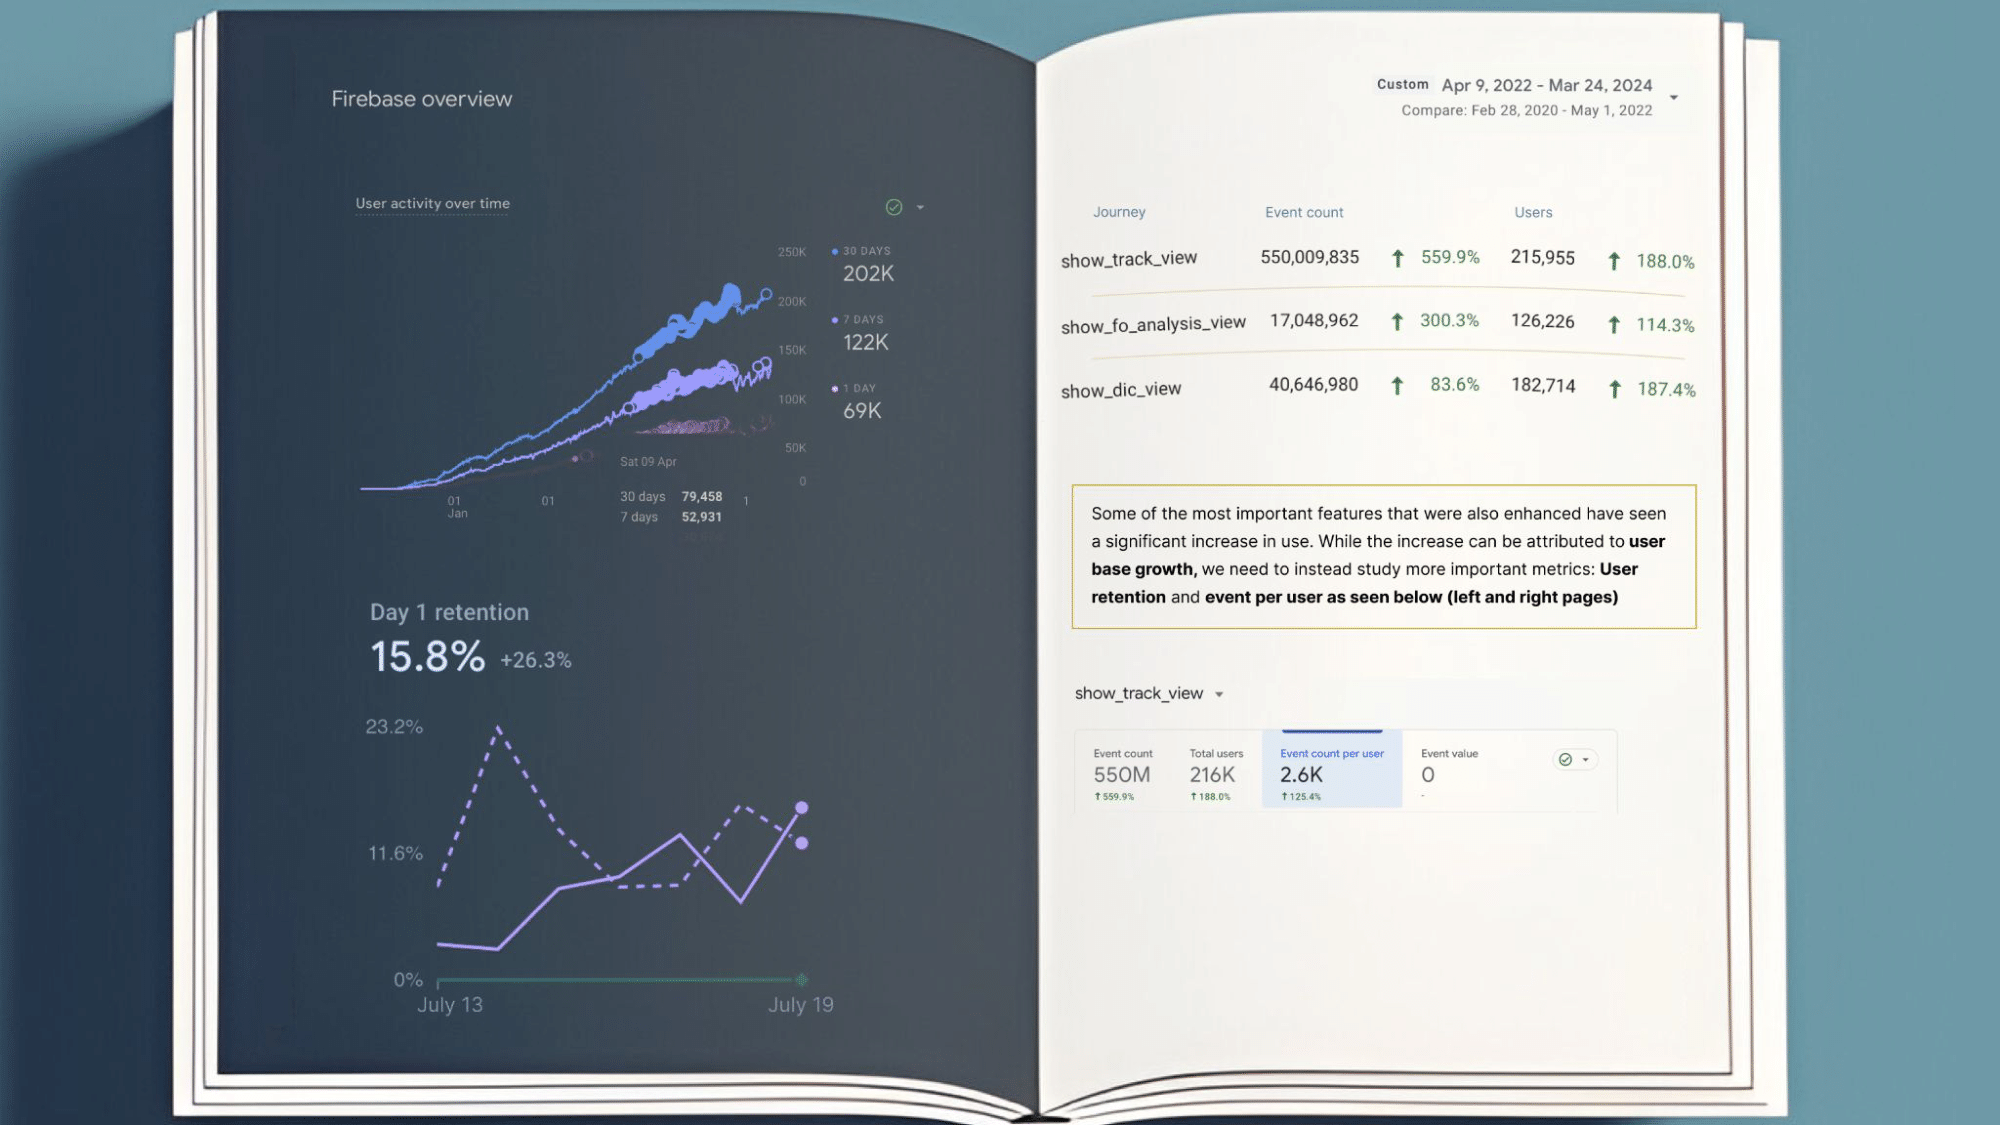 Firebase overview
User activity over time
250K
200K
150K
100K
50K
0
30 DAYS
202K
7 DAYS
122K
1 DAY
69K
Sat 09 Apr
30 days 79,458
7 days 52,931
01
Jan
01
1
Day 1 retention
15.8% +26.3%
23.2%
11.6%
0%
July 13
July 19
Custom Apr 9, 2022 - Mar 24, 2024
Compare: Feb 28, 2020 - May 1, 2022
Journey Event count Users
show_track_view 550,009,835 ↑ 559.9% 215,955 ↑ 188.0%
show_fo_analysis_view 17,048,962 ↑ 300.3% 126,226 ↑ 114.3%
show_dic_view 40,646,980 ↑ 83.6% 182,714 ↑ 187.4%
Some of the most important features that were also enhanced have seen
a significant increase in use. While the increase can be attributed to user
base growth, we need to instead study more important metrics: User
retention and event per user as seen below (left and right pages)
show_track_view
Event count Total users Event count per user Event value
550M 216K 2.6K 0
↑ 559.9% ↑ 188.0% ↑ 125.4% -